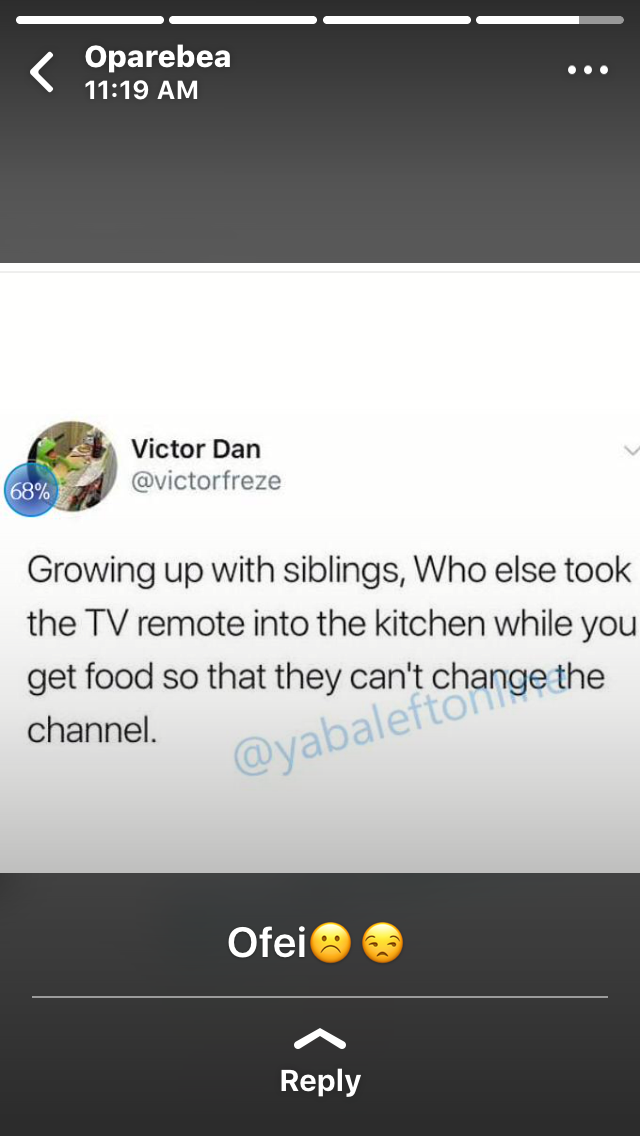 Oparebea
11:19 AM
Victor Dan
@victorfreze
68%
Growing up with siblings, Who else took
the TV remote into the kitchen while you
get food so that they can't change the
channel.
@yabaleftonline
Ofei☹️😒
Reply